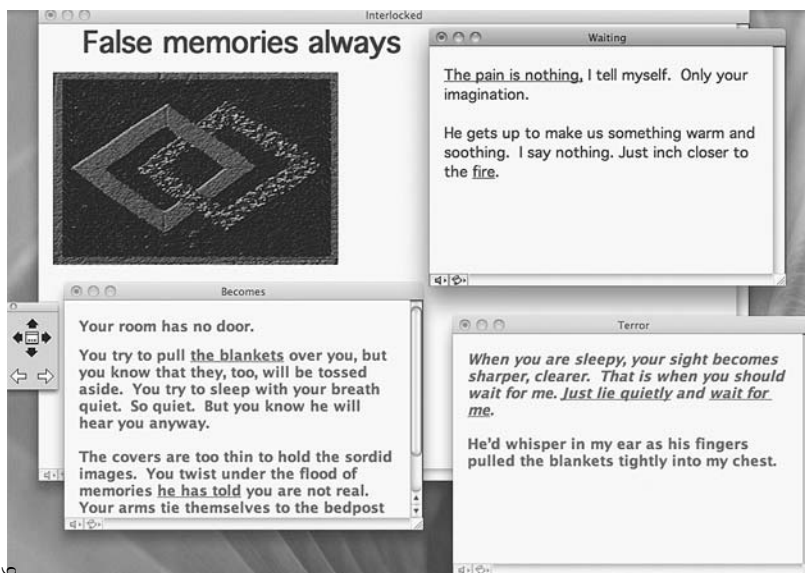 Interlocked
False memories always
Waiting
The pain is nothing, I tell myself. Only your
imagination.
He gets up to make us something warm and
soothing. I say nothing. Just inch closer to
the fire.
Becomes
Your room has no door.
You try to pull the blankets over you, but
you know that they, too, will be tossed
aside. You try to sleep with your breath
quiet. So quiet. But you know he will
hear you anyway.
The covers are too thin to hold the sordid
images. You twist under the flood of
memories he has told you are not real.
Your arms tie themselves to the bedpost
Terror
When you are sleepy, your sight becomes
sharper, clearer. That is when you should
wait for me. Just lie quietly and wait for
me.
He'd whisper in my ear as his fingers
pulled the blankets tightly into my chest.